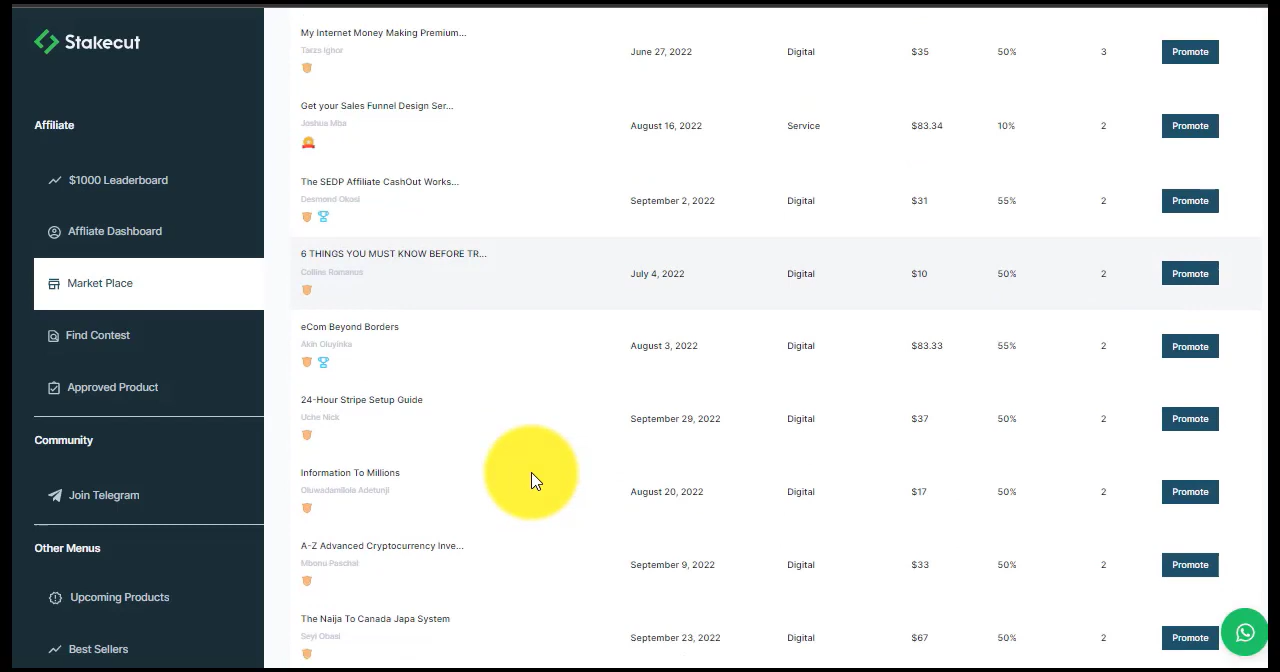 Stakecut
Affiliate
$1000 Leaderboard
Affliate Dashboard
Market Place
Find Contest
Approved Product
Community
Join Telegram
Other Menus
Upcoming Products
Best Sellers
My Internet Money Making Premium...
Tarzs Ighor
June 27, 2022 Digital $35 50% 3 Promote
Get your Sales Funnel Design Ser...
Joshua Mba
August 16, 2022 Service $83.34 10% 2 Promote
The SEDP Affiliate CashOut Works...
Desmond Okosi
September 2, 2022 Digital $31 55% 2 Promote
6 THINGS YOU MUST KNOW BEFORE TR...
Collins Romanus
July 4, 2022 Digital $10 50% 2 Promote
eCom Beyond Borders
Akin Oluyinka
August 3, 2022 Digital $83.33 55% 2 Promote
24-Hour Stripe Setup Guide
Uche Nick
September 29, 2022 Digital $37 50% 2 Promote
Information To Millions
Oluwadamilola Adetunji
August 20, 2022 Digital $17 50% 2 Promote
A-Z Advanced Cryptocurrency Inve...
Mbonu Paschal
September 9, 2022 Digital $33 50% 2 Promote
The Naija To Canada Japa System
Seyi Obasi
September 23, 2022 Digital $67 50% 2 Promote